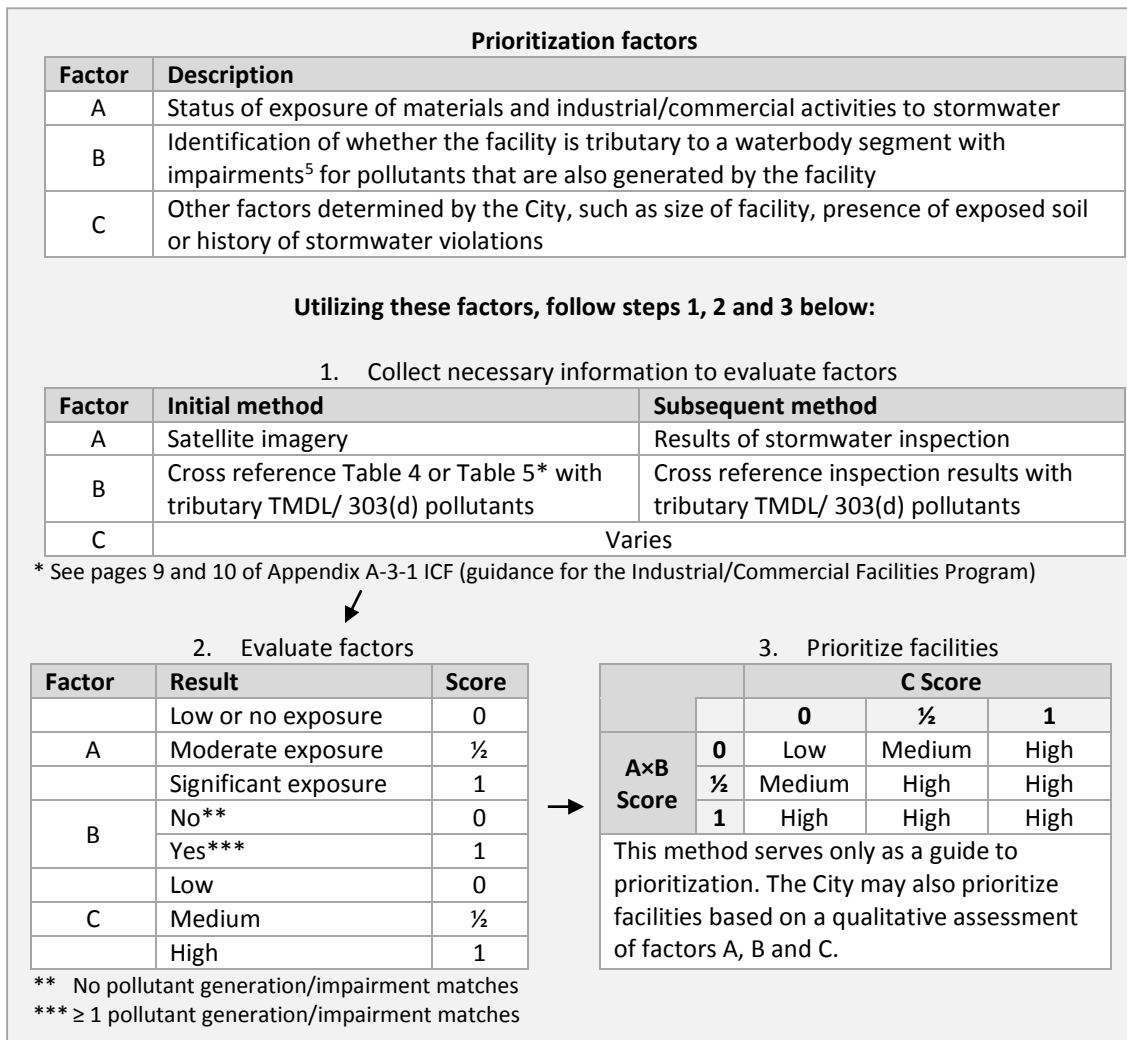 Prioritization factors
Factor Description
A Status of exposure of materials and industrial/commercial activities to stormwater
B Identification of whether the facility is tributary to a waterbody segment with
impairments⁵ for pollutants that are also generated by the facility
C Other factors determined by the City, such as size of facility, presence of exposed soil
or history of stormwater violations
Utilizing these factors, follow steps 1, 2 and 3 below:
1. Collect necessary information to evaluate factors
Factor Initial method Subsequent method
A Satellite imagery Results of stormwater inspection
B Cross reference Table 4 or Table 5* with Cross reference inspection results with
tributary TMDL/ 303(d) pollutants tributary TMDL/ 303(d) pollutants
C Varies
* See pages 9 and 10 of Appendix A-3-1 ICF (guidance for the Industrial/Commercial Facilities Program)
2. Evaluate factors
Factor Result Score
Low or no exposure 0
A Moderate exposure ½
Significant exposure 1
B No** 0
Yes*** 1
Low 0
C Medium ½
High 1
** No pollutant generation/impairment matches
*** ≥ 1 pollutant generation/impairment matches
3. Prioritize facilities
C Score
0 ½ 1
A×B Score
0 Low Medium High
½ Medium High High
1 High High High
This method serves only as a guide to
prioritization. The City may also prioritize
facilities based on a qualitative assessment
of factors A, B and C.